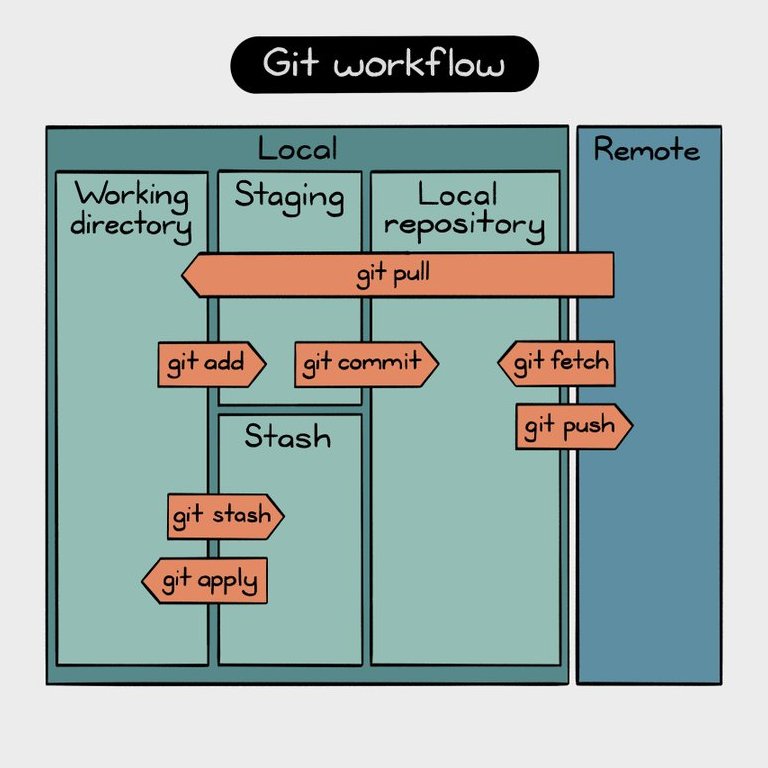 Git workflow
Local
Remote
Working
directory
Staging
Local
repository
git pull
git add
git commit
git fetch
git push
Stash
git stash
git apply